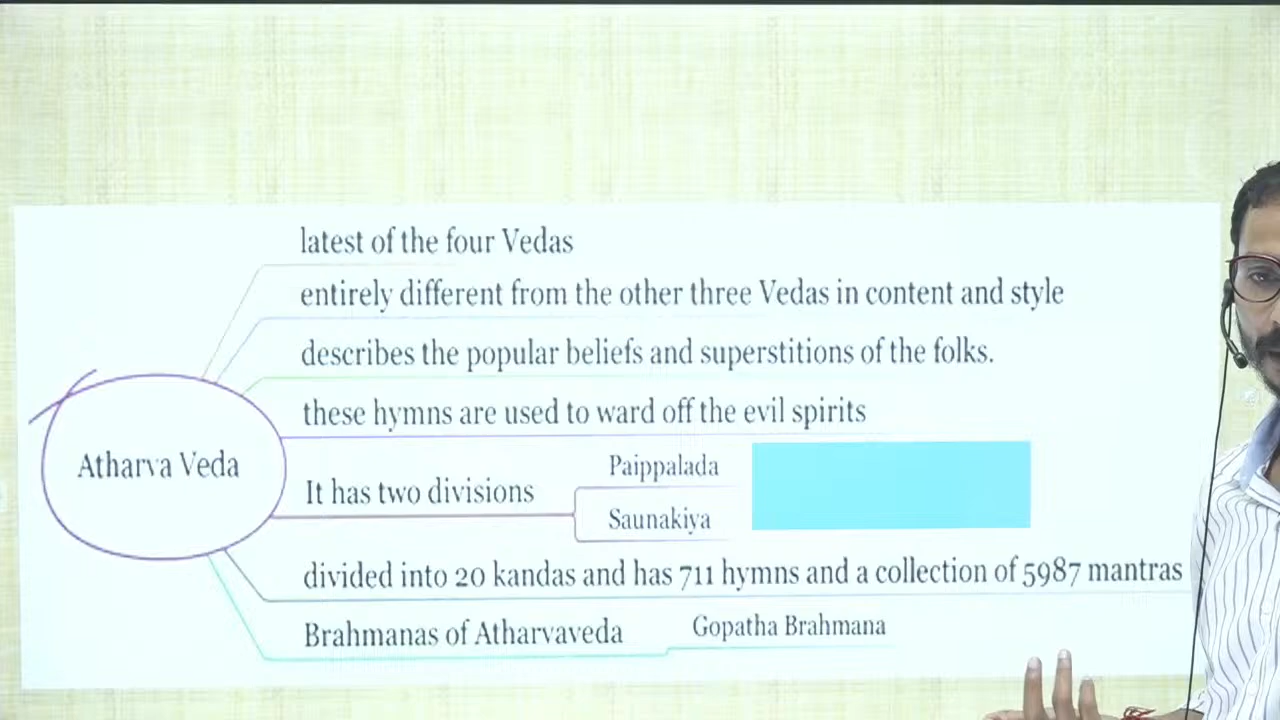 latest of the four Vedas
entirely different from the other three Vedas in content and style
describes the popular beliefs and superstitions of the folks.
these hymns are used to ward off the evil spirits
Atharva Veda
It has two divisions
Paippalada
Saunakiya
divided into 20 kandas and has 711 hymns and a collection of 5987 mantras
Brahmanas of Atharvaveda
Gopatha Brahmana